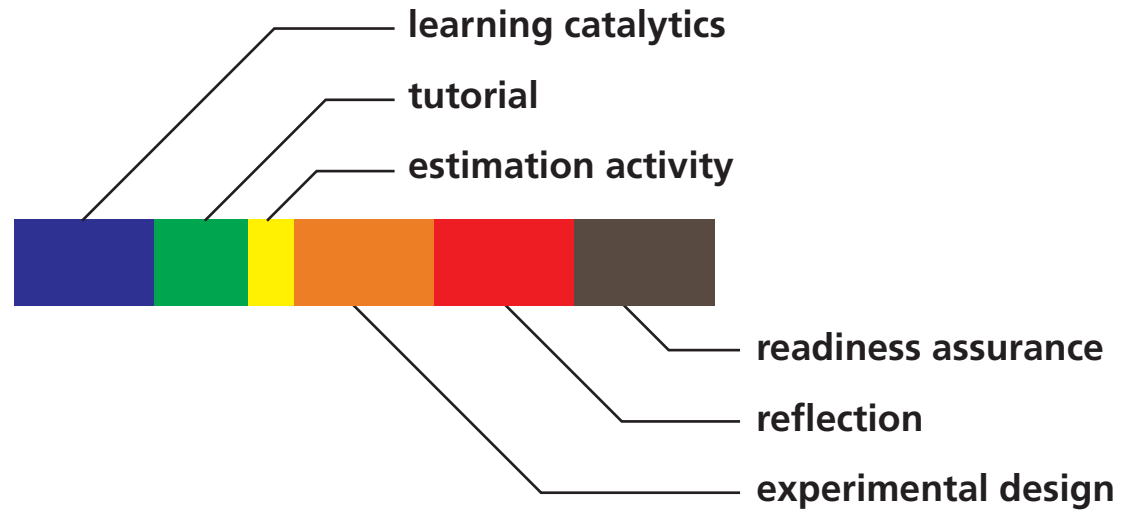 learning catalytics
tutorial
estimation activity
readiness assurance
reflection
experimental design